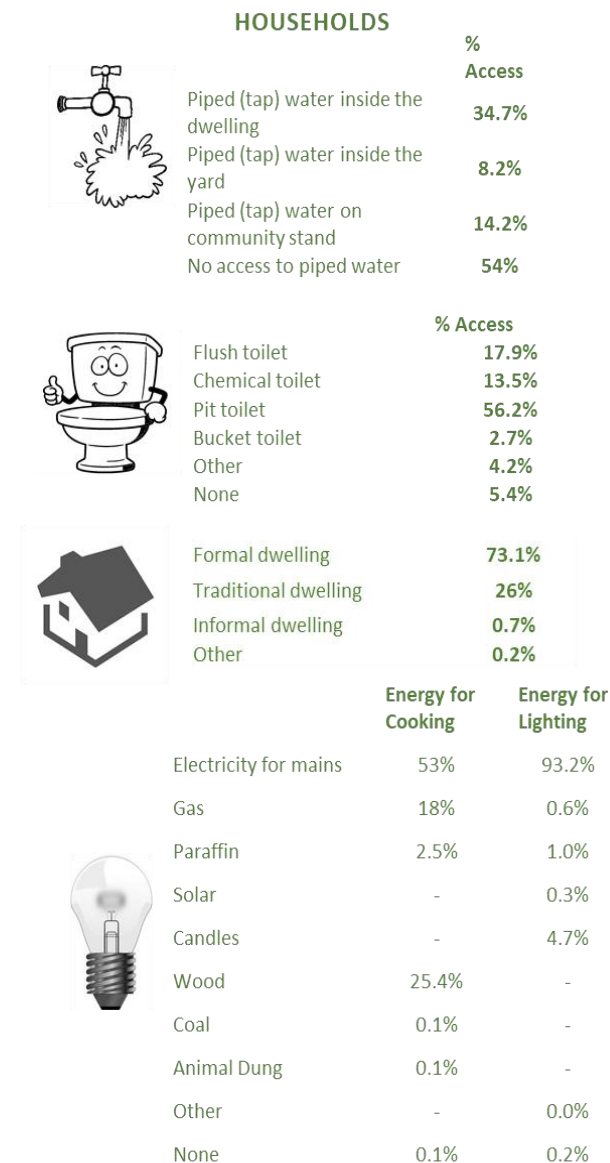 HOUSEHOLDS
%
Access
Piped (tap) water inside the
dwelling 34.7%
Piped (tap) water inside the
yard 8.2%
Piped (tap) water on
community stand 14.2%
No access to piped water 54%
% Access
Flush toilet 17.9%
Chemical toilet 13.5%
Pit toilet 56.2%
Bucket toilet 2.7%
Other 4.2%
None 5.4%
Formal dwelling 73.1%
Traditional dwelling 26%
Informal dwelling 0.7%
Other 0.2%
Energy for Energy for
Cooking Lighting
Electricity for mains 53% 93.2%
Gas 18% 0.6%
Paraffin 2.5% 1.0%
Solar - 0.3%
Candles - 4.7%
Wood 25.4% -
Coal 0.1% -
Animal Dung 0.1% -
Other - 0.0%
None 0.1% 0.2%